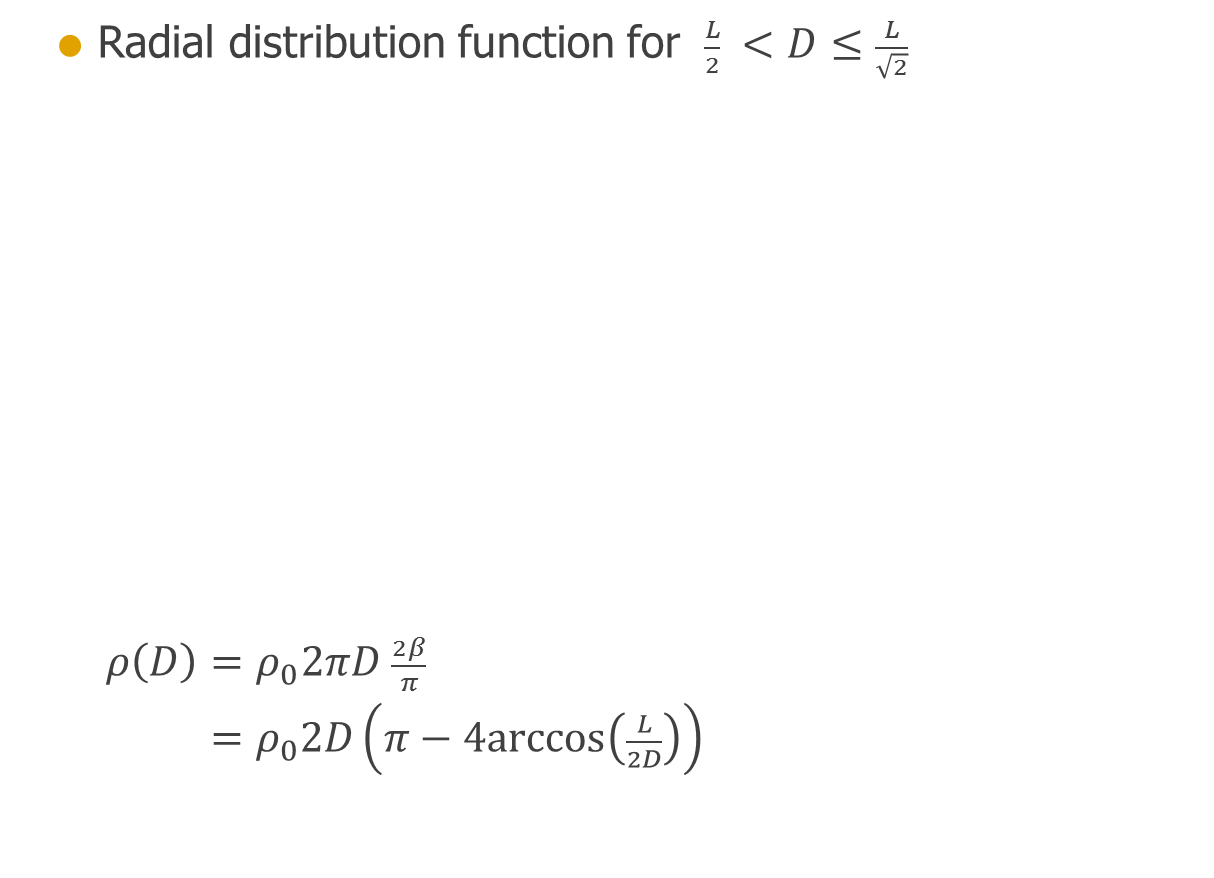 ● Radial distribution function for L/2 < D ≤ L/√2
ρ(D) = ρ₀2πD 2β/π
= ρ₀2D(π − 4arccos(L/2D))